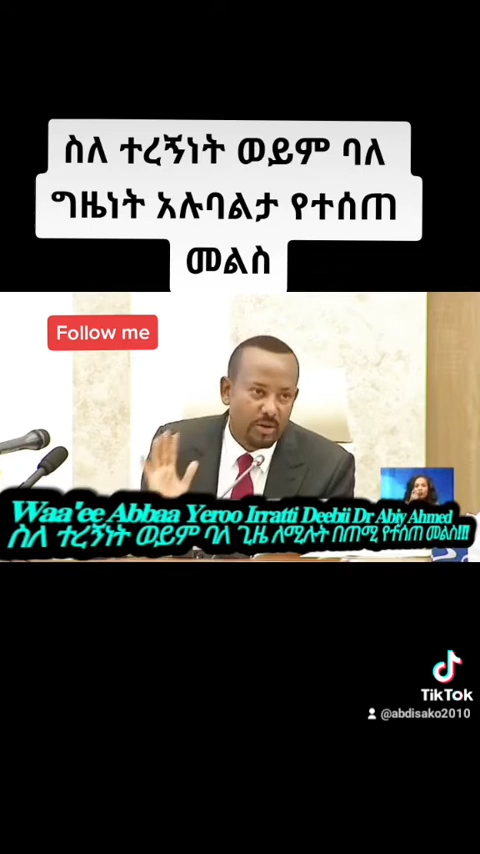 ስለ ተረኝነት ወይም ባለ
ግዜነት አሉባልታ የተሰጠ
መልስ
Follow me
Waa'ee Abbaa Yeroo Irratti Deebii Dr Abiy Ahmed
ስለ ተረኝነት ወይም ባለ ጊዜ ለሚሉት በጠሚ የተሰጠ መልስ!!!
TikTok
@abdisako2010